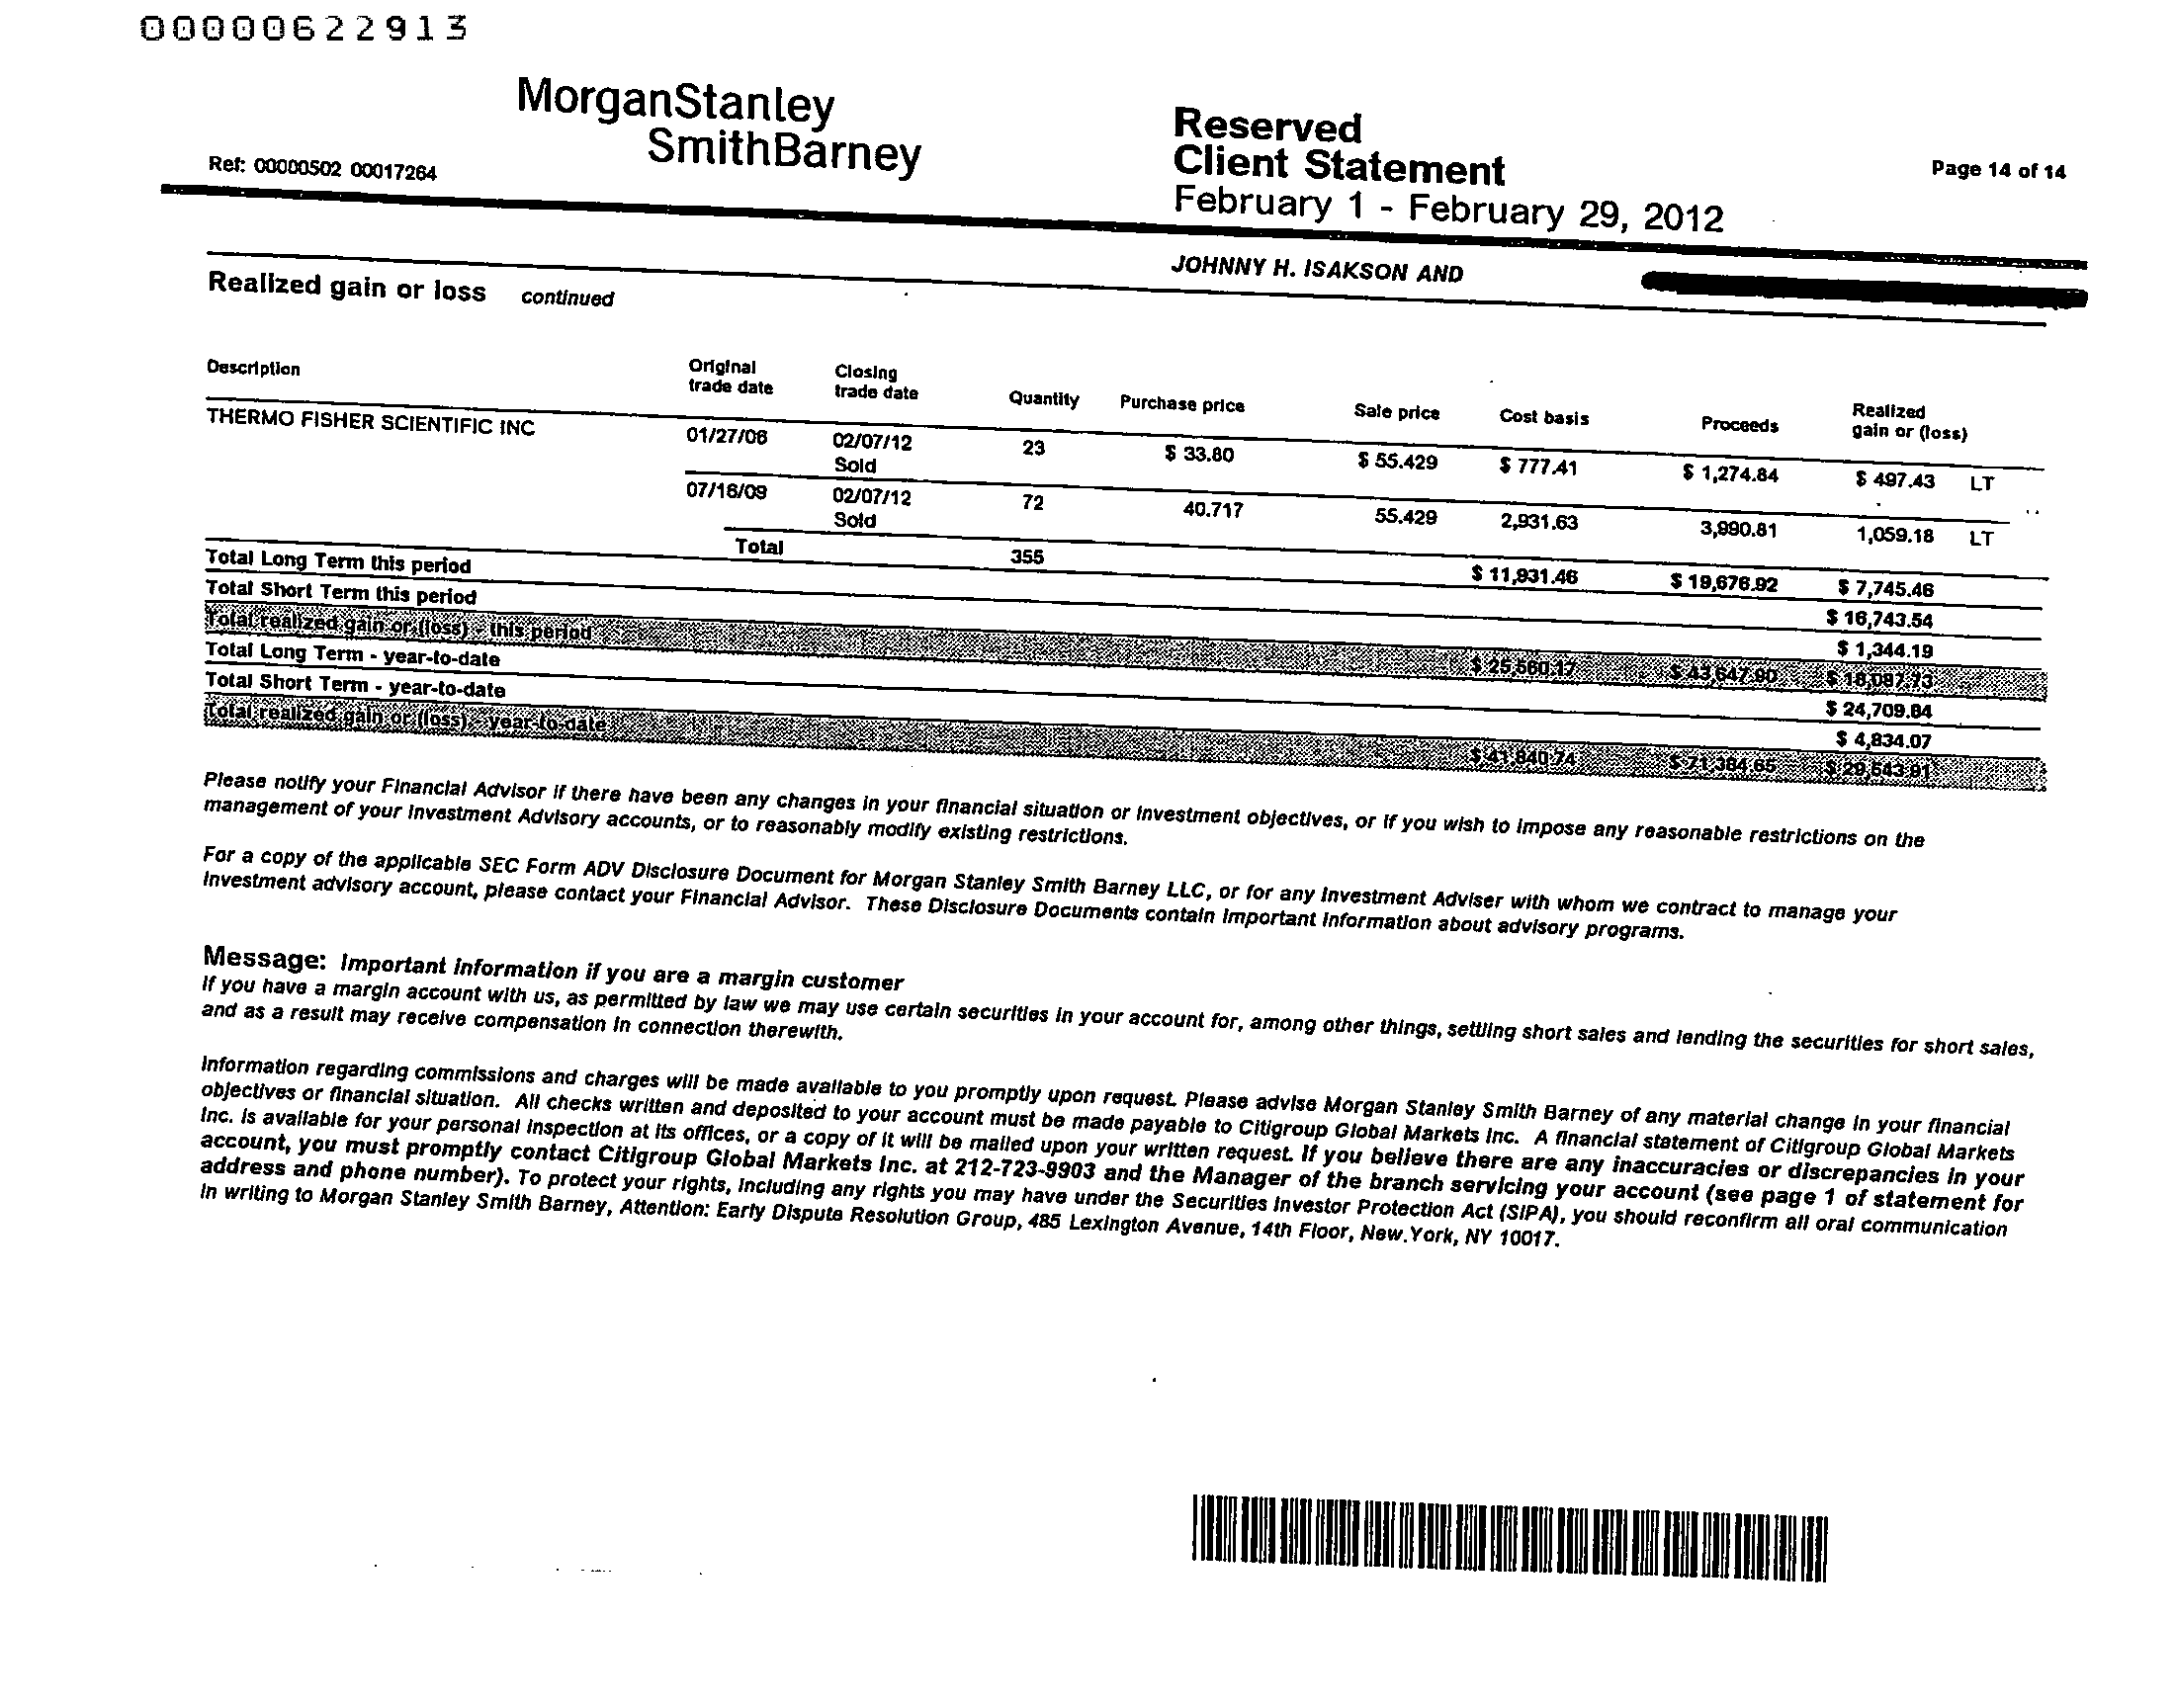 00000622913
MorganStanley
SmithBarney
Ref: 00000502 00017264
Reserved
Client Statement
February 1 - February 29, 2012
Page 14 of 14
JOHNNY H. ISAKSON AND
Realized gain or loss continued
Description Original trade date Closing trade date Quantity Purchase price Sale price Cost basis Proceeds Realized gain or (loss)
THERMO FISHER SCIENTIFIC INC 01/27/06 02/07/12 23 $ 33.80 $ 55.429 $ 777.41 $ 1,274.84 $ 497.43 LT
Sold
07/16/09 02/07/12 72 40.717 55.429 2,931.63 3,990.81 1,059.18 LT
Sold
Total 355 $ 11,931.46 $ 19,676.92 $ 7,745.46
Total Long Term this period $ 16,743.54
Total Short Term this period $ 1,344.19
Total realized gain or (loss) - this period $ 25,560.17 $ 43,647.90 $ 18,087.73
Total Long Term - year-to-date $ 24,709.84
Total Short Term - year-to-date $ 4,834.07
Total realized gain or (loss) - year-to-date $ 41,840.74 $ 71,384.65 $ 29,543.91
Please notify your Financial Advisor if there have been any changes in your financial situation or investment objectives, or if you wish to impose any reasonable restrictions on the
management of your Investment Advisory accounts, or to reasonably modify existing restrictions.
For a copy of the applicable SEC Form ADV Disclosure Document for Morgan Stanley Smith Barney LLC, or for any Investment Adviser with whom we contract to manage your
investment advisory account, please contact your Financial Advisor. These Disclosure Documents contain important information about advisory programs.
Message: Important information if you are a margin customer
If you have a margin account with us, as permitted by law we may use certain securities in your account for, among other things, settling short sales and lending the securities for short sales,
and as a result may receive compensation in connection therewith.
Information regarding commissions and charges will be made available to you promptly upon request. Please advise Morgan Stanley Smith Barney of any material change in your financial
objectives or financial situation. All checks written and deposited to your account must be made payable to Citigroup Global Markets Inc. A financial statement of Citigroup Global Markets
Inc. is available for your personal inspection at its offices, or a copy of it will be mailed upon your written request. If you believe there are any inaccuracies or discrepancies in your
account, you must promptly contact Citigroup Global Markets Inc. at 212-723-9903 and the Manager of the branch servicing your account (see page 1 of statement for
address and phone number). To protect your rights, including any rights you may have under the Securities Investor Protection Act (SIPA), you should reconfirm all oral communication
in writing to Morgan Stanley Smith Barney, Attention: Early Dispute Resolution Group, 485 Lexington Avenue, 14th Floor, New York, NY 10017.